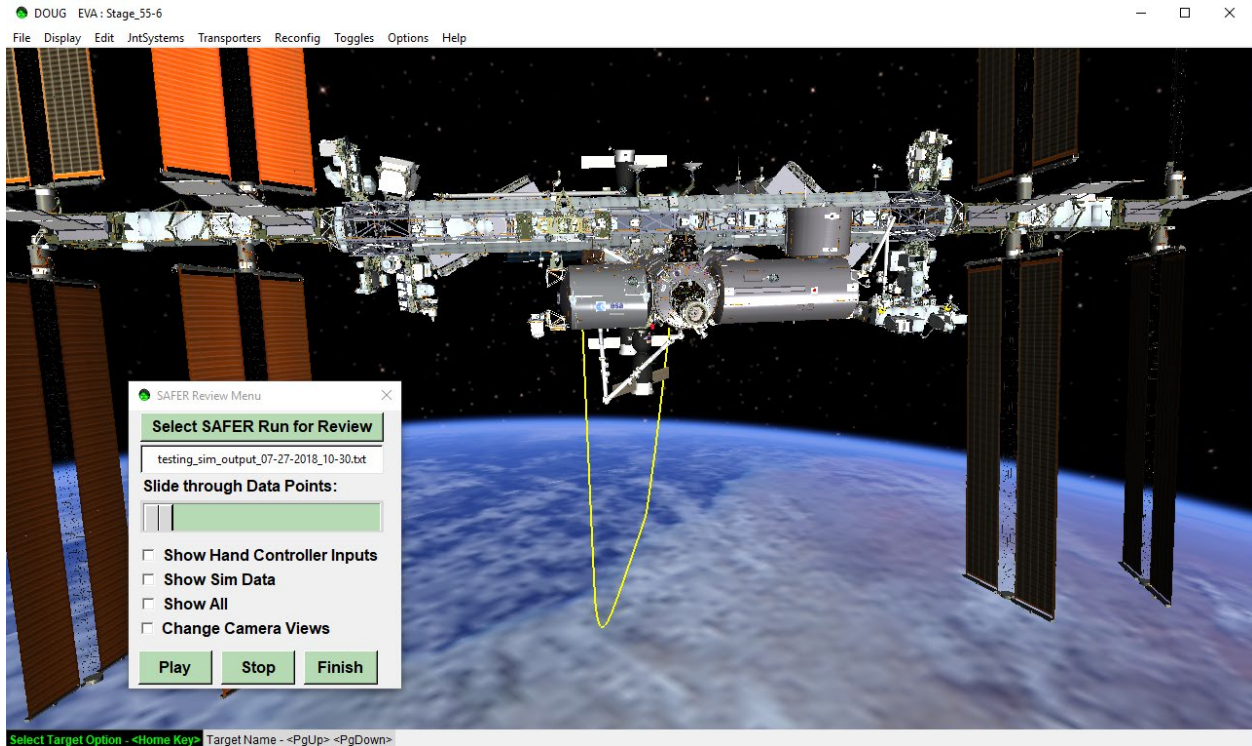 DOUG EVA : Stage_55-6
File Display Edit JntSystems Transporters Reconfig Toggles Options Help
esa
SAFER Review Menu
Select SAFER Run for Review
testing_sim_output_07-27-2018_10-30.txt
Slide through Data Points:
Show Hand Controller Inputs
Show Sim Data
Show All
Change Camera Views
Play Stop Finish
Select Target Option - <Home Key> Target Name - <PgUp> <PgDown>